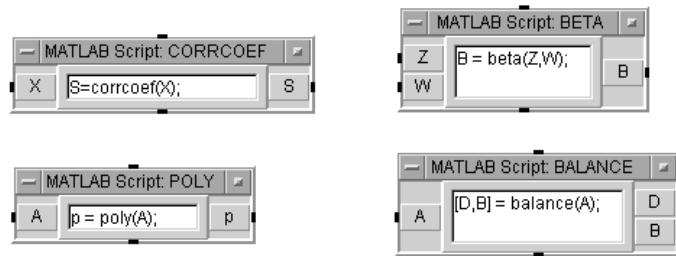 MATLAB Script: CORRCOEF
X
S=corrcoef(X);
S
MATLAB Script: BETA
Z
W
B = beta(Z,W);
B
MATLAB Script: POLY
A
p = poly(A);
p
MATLAB Script: BALANCE
A
[D,B] = balance(A);
D
B